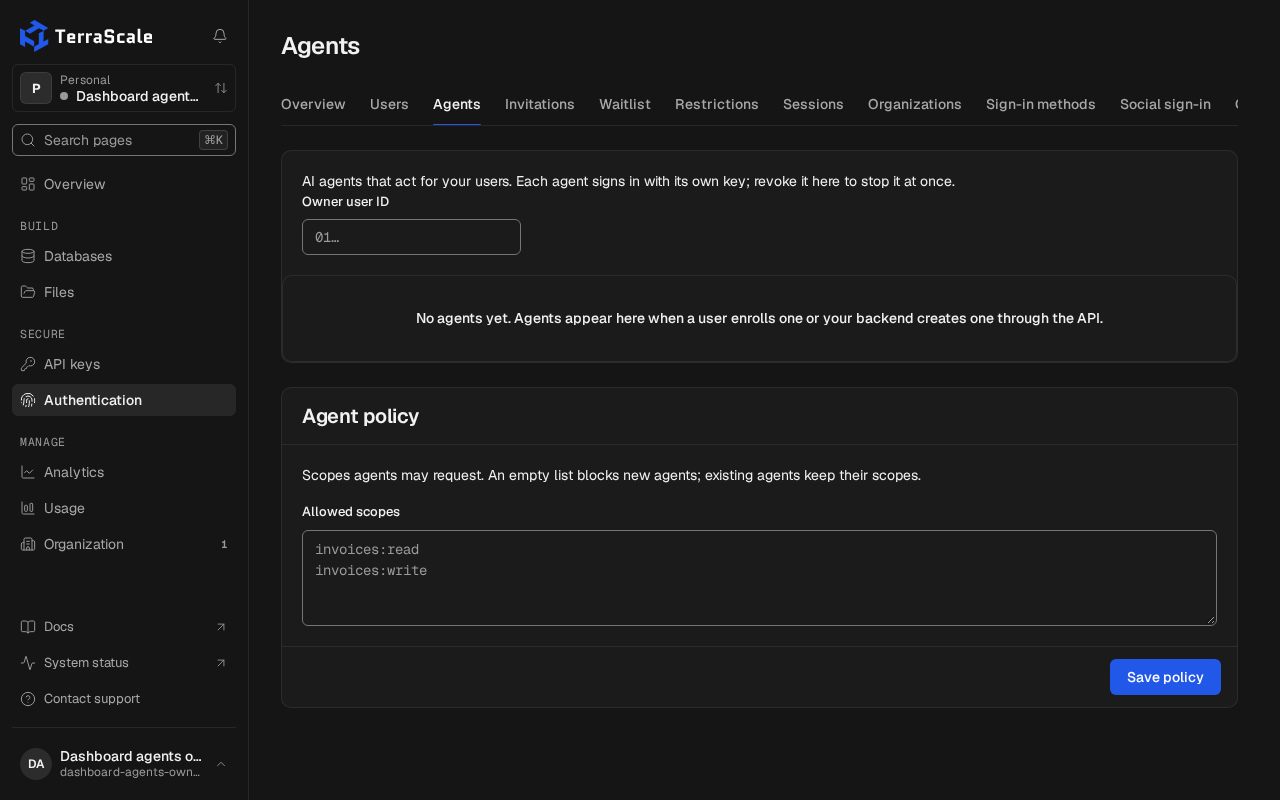 TerraScale
P
Personal
Dashboard agent…
Search pages
⌘K
Overview
BUILD
Databases
Files
SECURE
API keys
Authentication
MANAGE
Analytics
Usage
Organization
1
Docs
System status
Contact support
DA
Dashboard agents o…
dashboard-agents-own…
Agents
Overview
Users
Agents
Invitations
Waitlist
Restrictions
Sessions
Organizations
Sign-in methods
Social sign-in
AI agents that act for your users. Each agent signs in with its own key; revoke it here to stop it at once.
Owner user ID
01…
No agents yet. Agents appear here when a user enrolls one or your backend creates one through the API.
Agent policy
Scopes agents may request. An empty list blocks new agents; existing agents keep their scopes.
Allowed scopes
invoices:read
invoices:write
Save policy